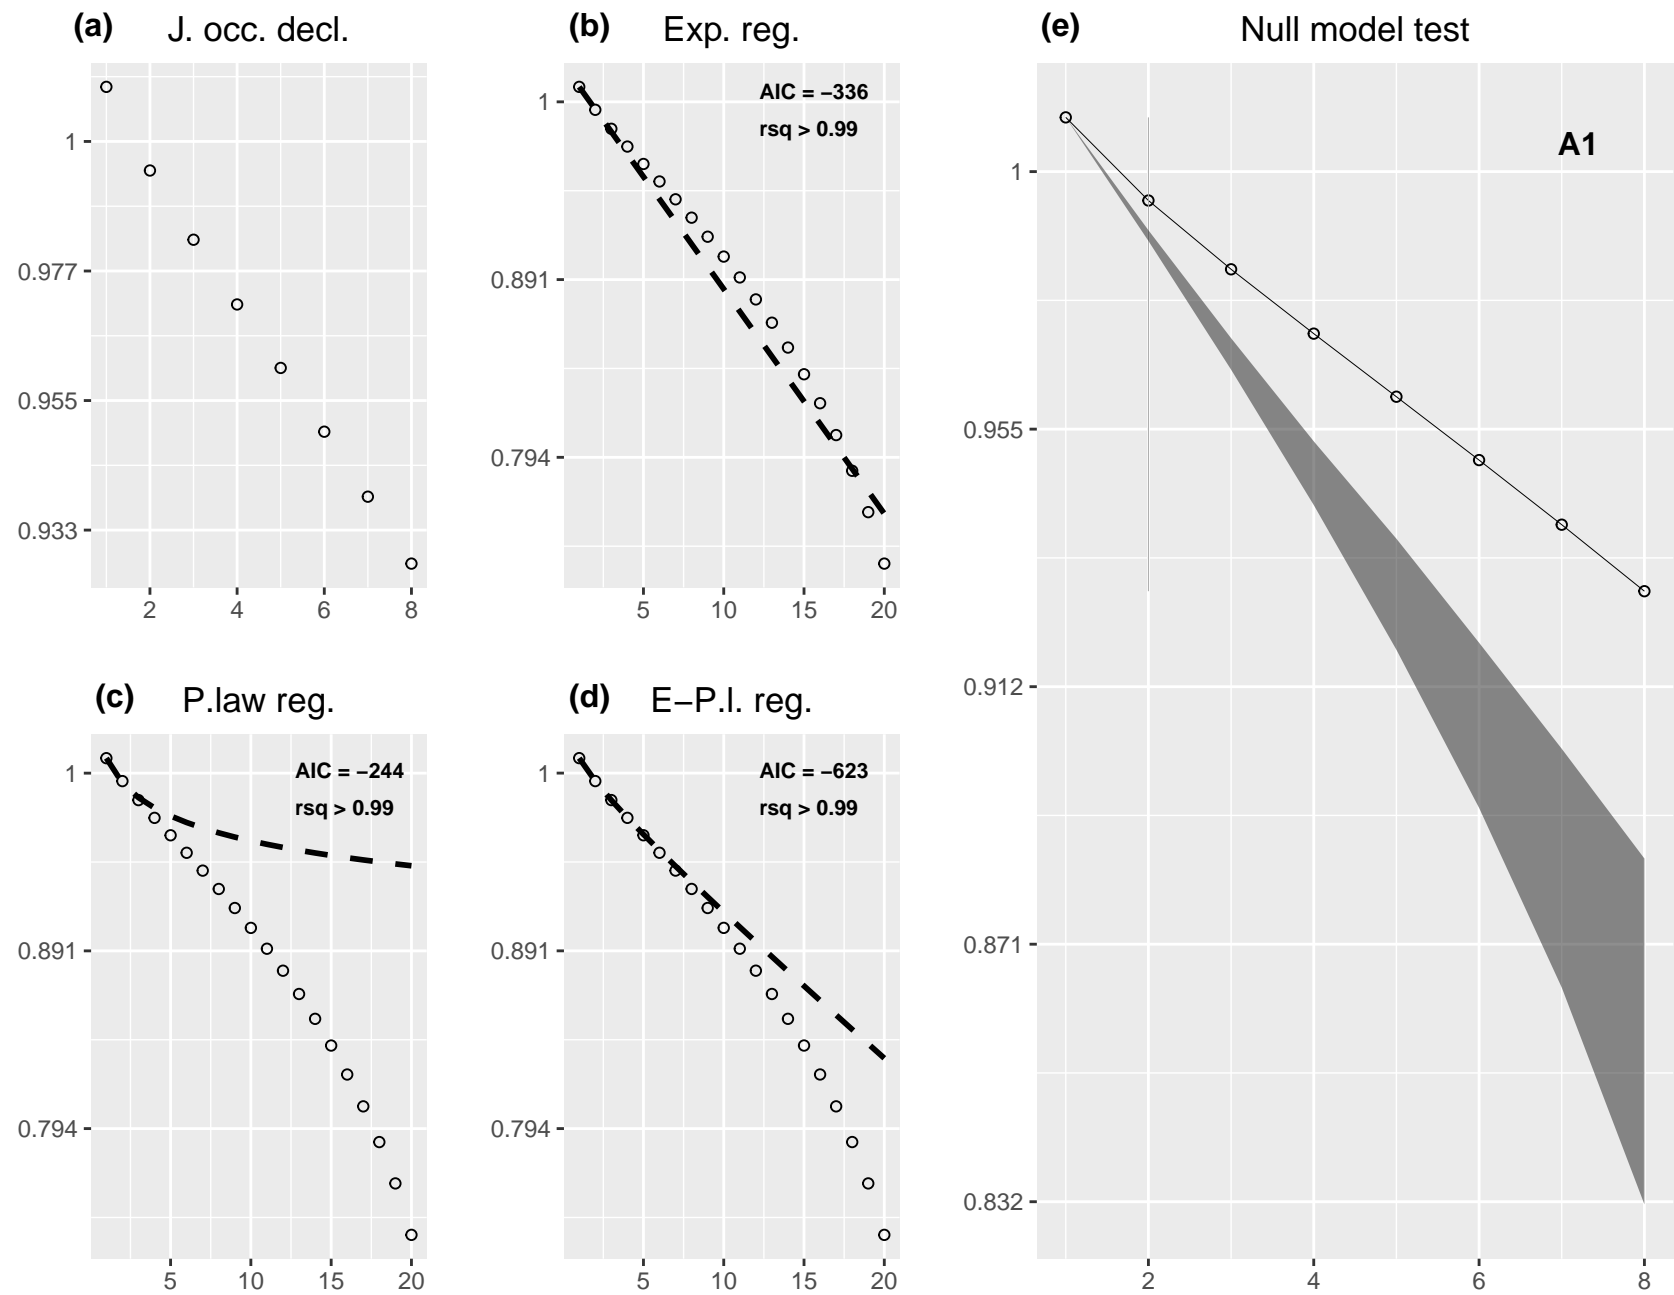 (a) J. occ. decl.
1
0.977
0.955
0.933
2 4 6 8
(b) Exp. reg.
AIC = −336
rsq > 0.99
1
0.891
0.794
5 10 15 20
(c) P.law reg.
AIC = −244
rsq > 0.99
1
0.891
0.794
5 10 15 20
(d) E−P.l. reg.
AIC = −623
rsq > 0.99
1
0.891
0.794
5 10 15 20
(e) Null model test
A1
1
0.955
0.912
0.871
0.832
2 4 6 8